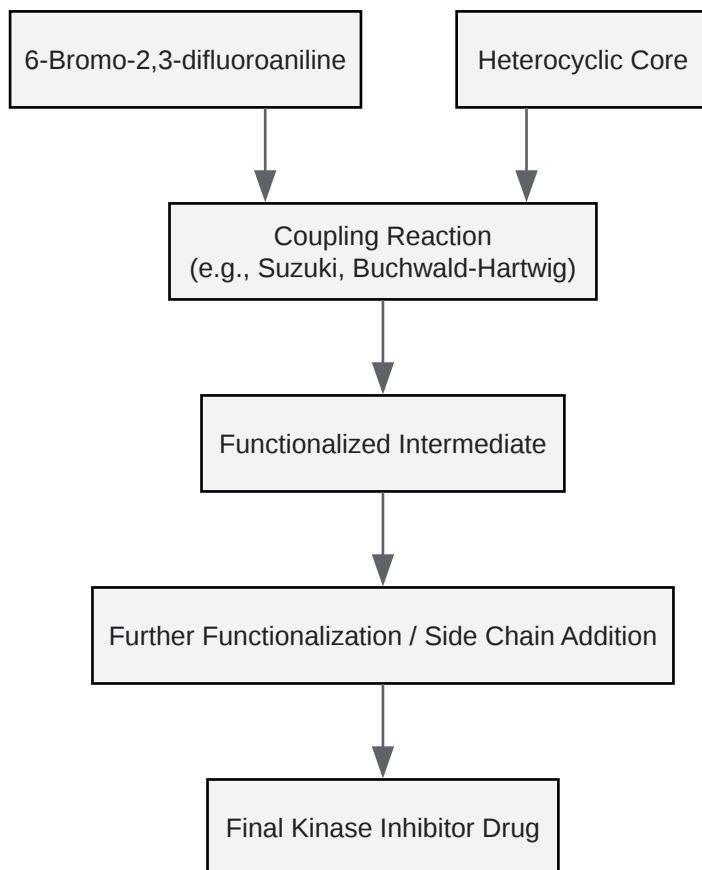 6-Bromo-2,3-difluoroaniline
Heterocyclic Core
Coupling Reaction
(e.g., Suzuki, Buchwald-Hartwig)
Functionalized Intermediate
Further Functionalization / Side Chain Addition
Final Kinase Inhibitor Drug